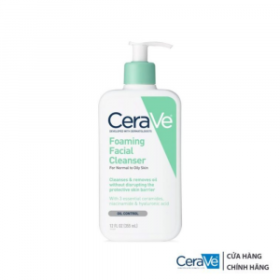 CeraVe
DEVELOPED WITH DERMATOLOGISTS
Foaming
Facial
Cleanser
For Normal to Oily Skin
Cleanses & removes oil
without disrupting the
protective skin barrier
With 3 essential ceramides,
niacinamide & hyaluronic acid
OIL CONTROL
CeraVe
CỬA HÀNG
CHÍNH HÃNG